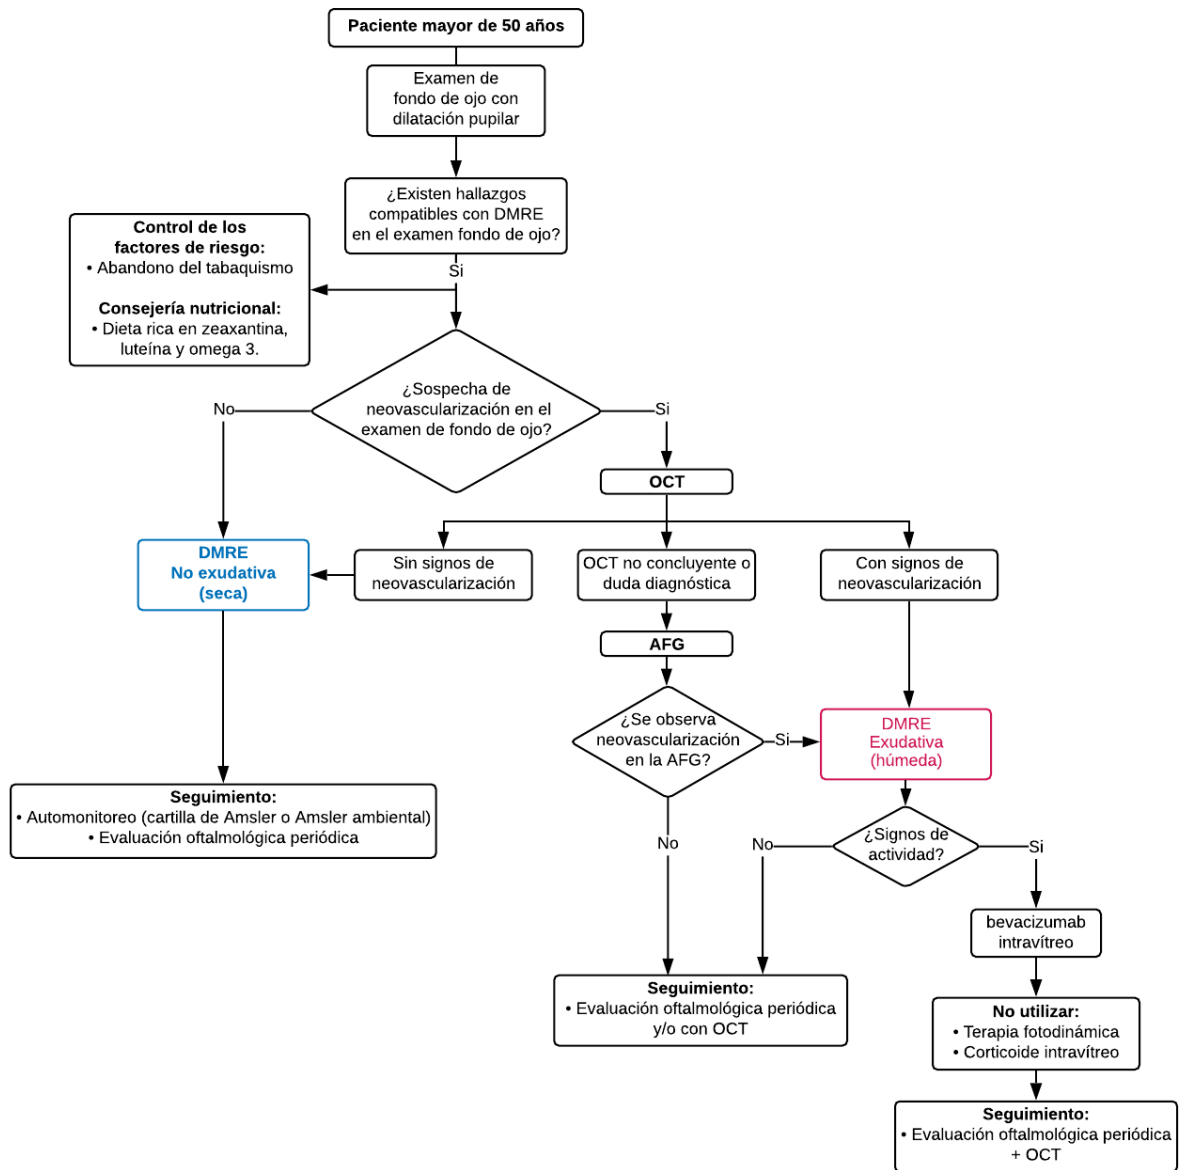 Paciente mayor de 50 años
Examen de
fondo de ojo con
dilatación pupilar
¿Existen hallazgos
compatibles con DMRE
en el examen fondo de ojo?
Si
Control de los
factores de riesgo:
• Abandono del tabaquismo
Consejería nutricional:
• Dieta rica en zeaxantina,
luteína y omega 3.
¿Sospecha de
neovascularización en el
examen de fondo de ojo?
No
Si
OCT
DMRE
No exudativa
(seca)
Sin signos de
neovascularización
OCT no concluyente o
duda diagnóstica
Con signos de
neovascularización
AFG
¿Se observa
neovascularización
en la AFG?
Si
DMRE
Exudativa
(húmeda)
Seguimiento:
• Automonitoreo (cartilla de Amsler o Amsler ambiental)
• Evaluación oftalmológica periódica
No
No
¿Signos de
actividad?
Si
bevacizumab
intravítreo
Seguimiento:
• Evaluación oftalmológica periódica
y/o con OCT
No utilizar:
• Terapia fotodinámica
• Corticoide intravítreo
Seguimiento:
• Evaluación oftalmológica periódica
+ OCT